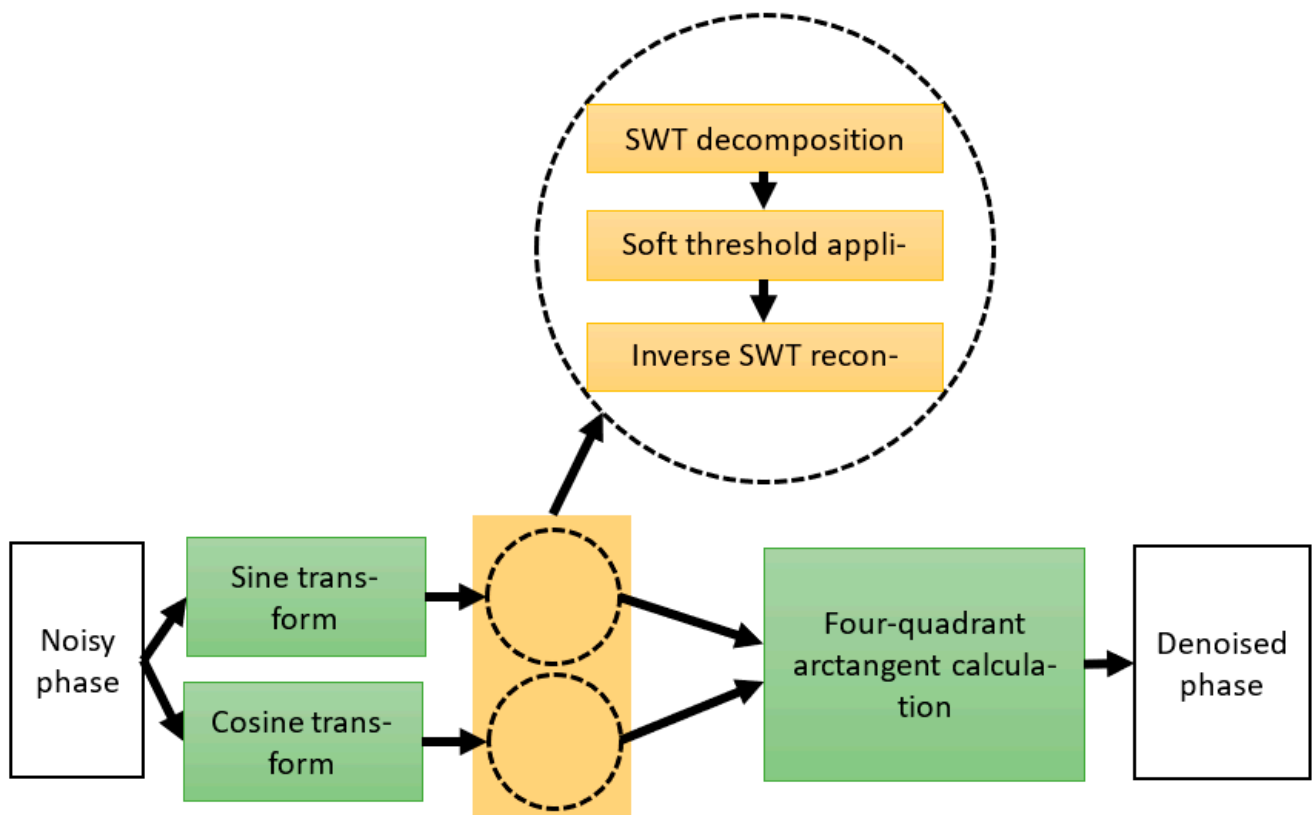 SWT decomposition
Soft threshold appli-
Inverse SWT recon-
Noisy
phase
Sine trans-
form
Cosine trans-
form
Four-quadrant
arctangent calcula-
tion
Denoised
phase